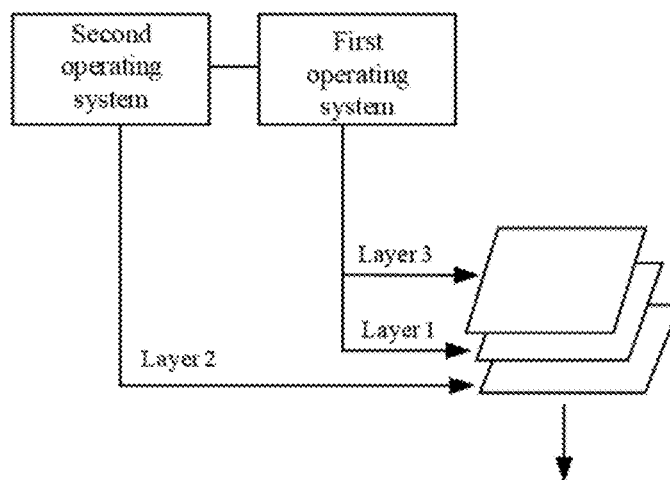 Second
operating
system
First
operating
system
Layer 3
Layer 1
Layer 2